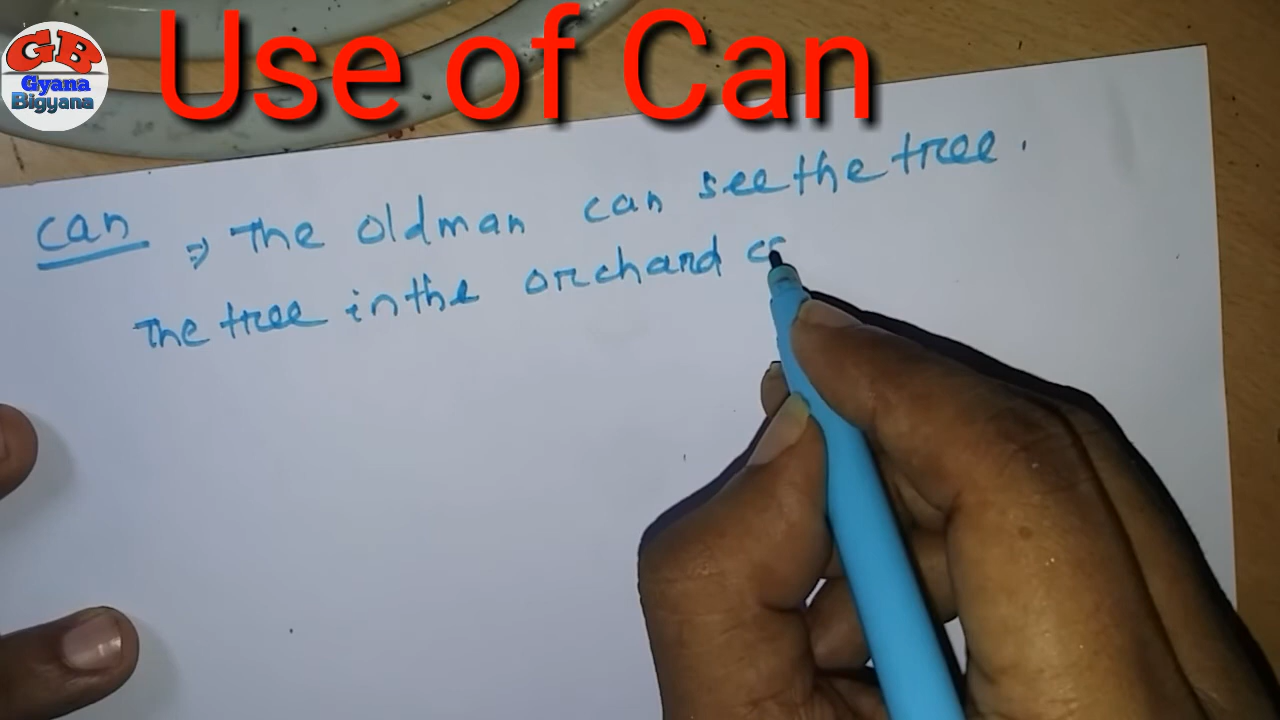 Use of Can
GB
Gyana
Bigyana
can ⇒ The oldman can see the tree.
The tree in the orchard